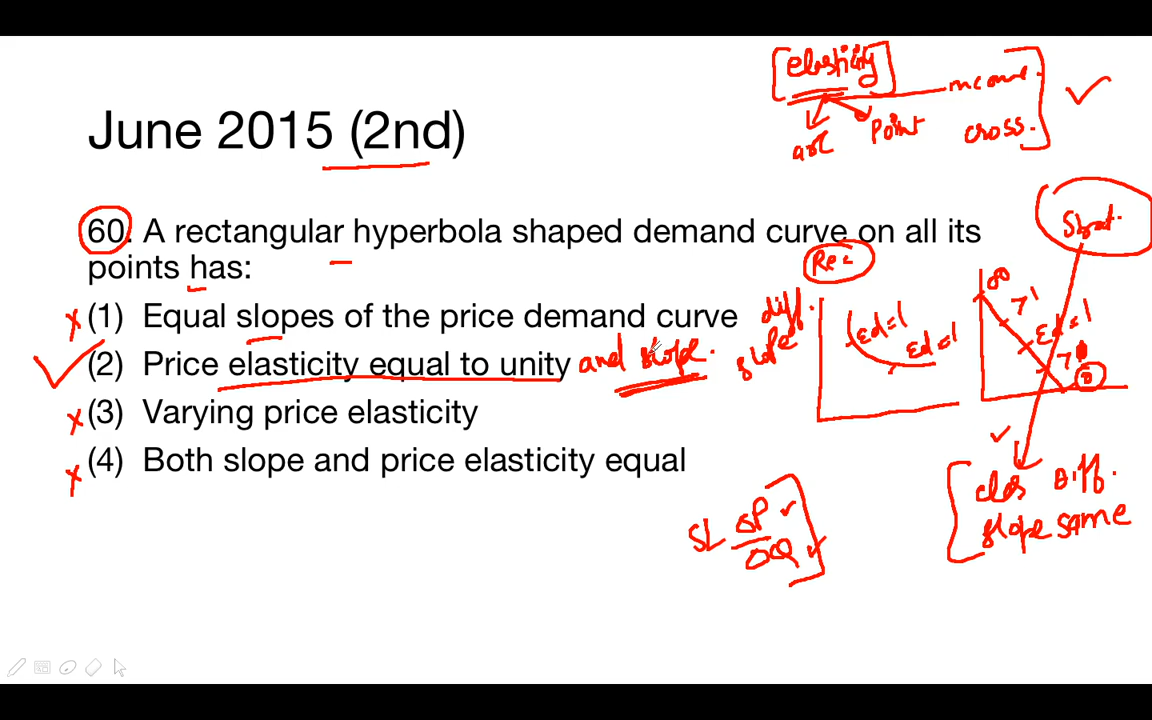 [elasticity]
income.
arc
Point
cross.
June 2015 (2nd)
60. A rectangular hyperbola shaped demand curve on all its
points has:
(1) Equal slopes of the price demand curve
(2) Price elasticity equal to unity and slope.
(3) Varying price elasticity
(4) Both slope and price elasticity equal
diff.
slope
Rec
Ed=1
Ed=1
Strat.
∞
>1
Ed=1
Diff.
slope same
SL ΔP
ΔQ